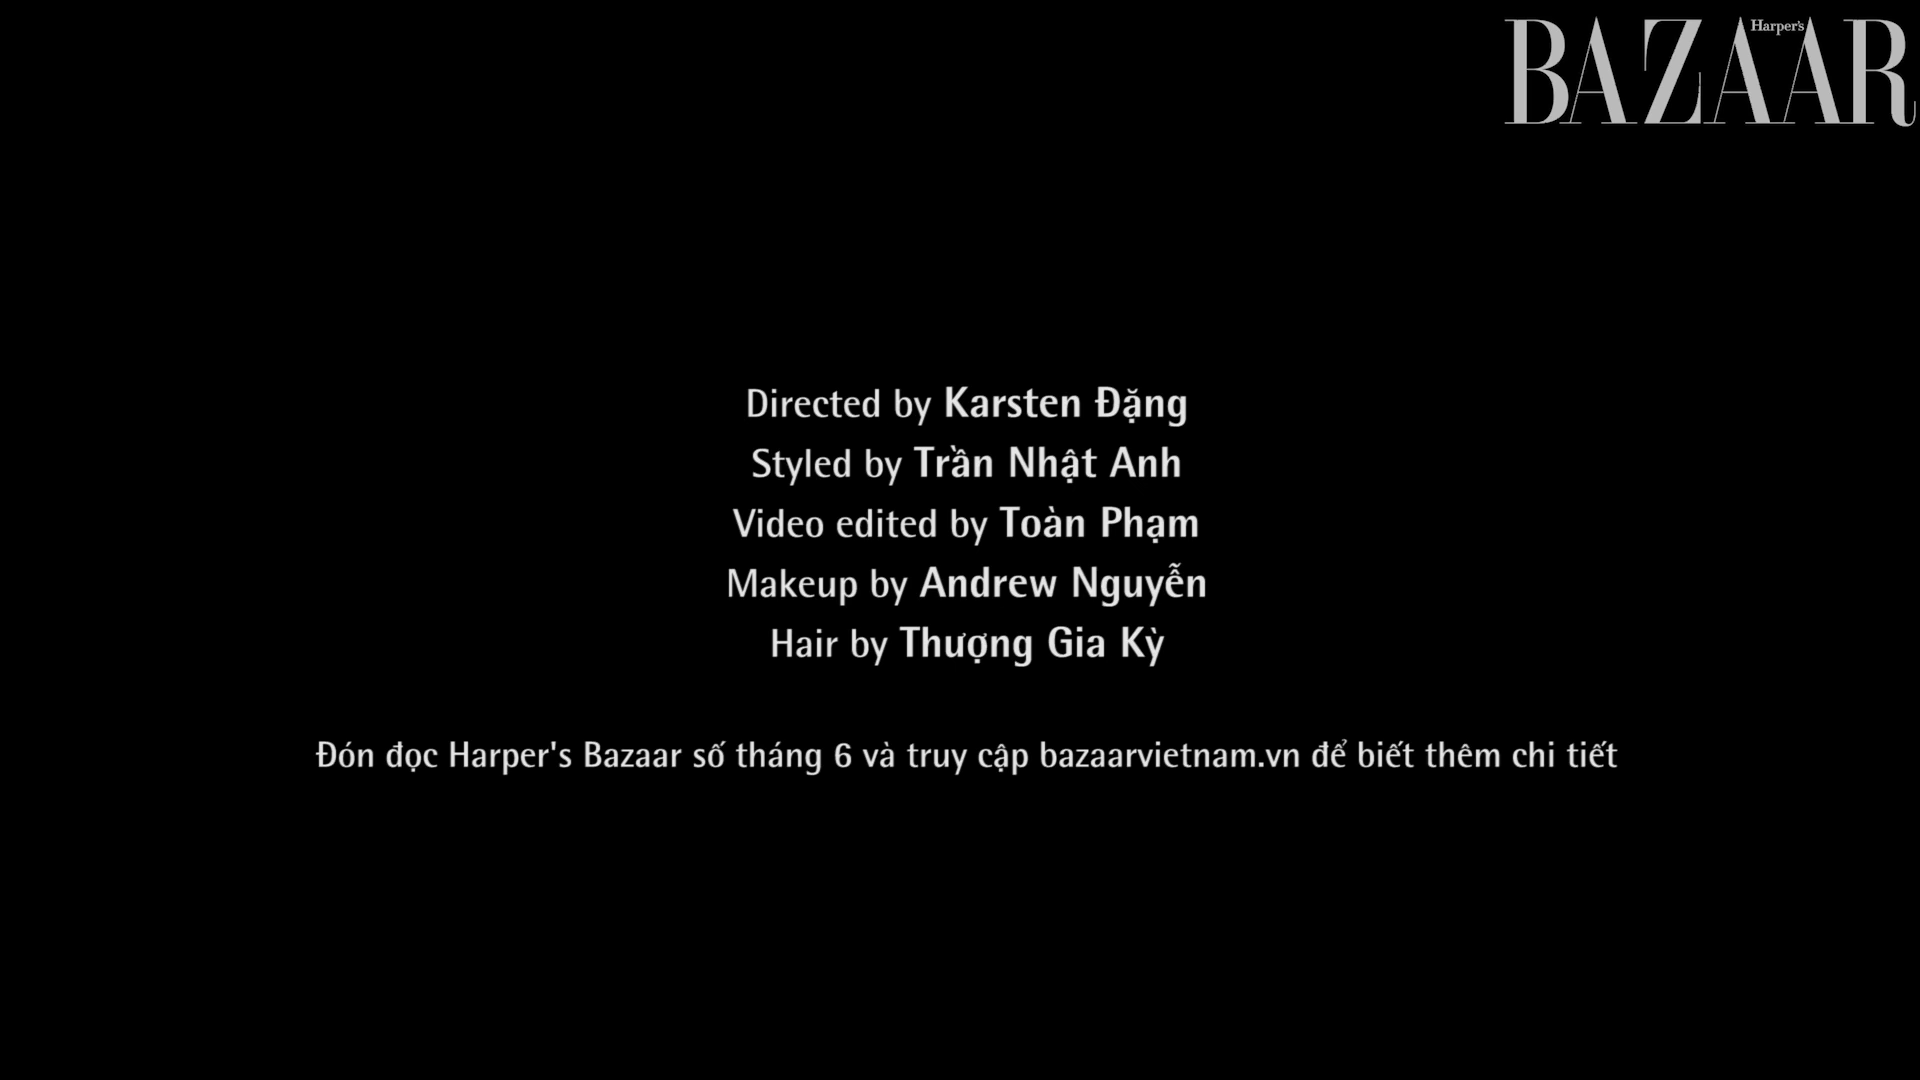 Harper's
BAZAAR
Directed by Karsten Đặng
Styled by Trần Nhật Anh
Video edited by Toàn Phạm
Makeup by Andrew Nguyễn
Hair by Thượng Gia Kỳ
Đón đọc Harper's Bazaar số tháng 6 và truy cập bazaarvietnam.vn để biết thêm chi tiết